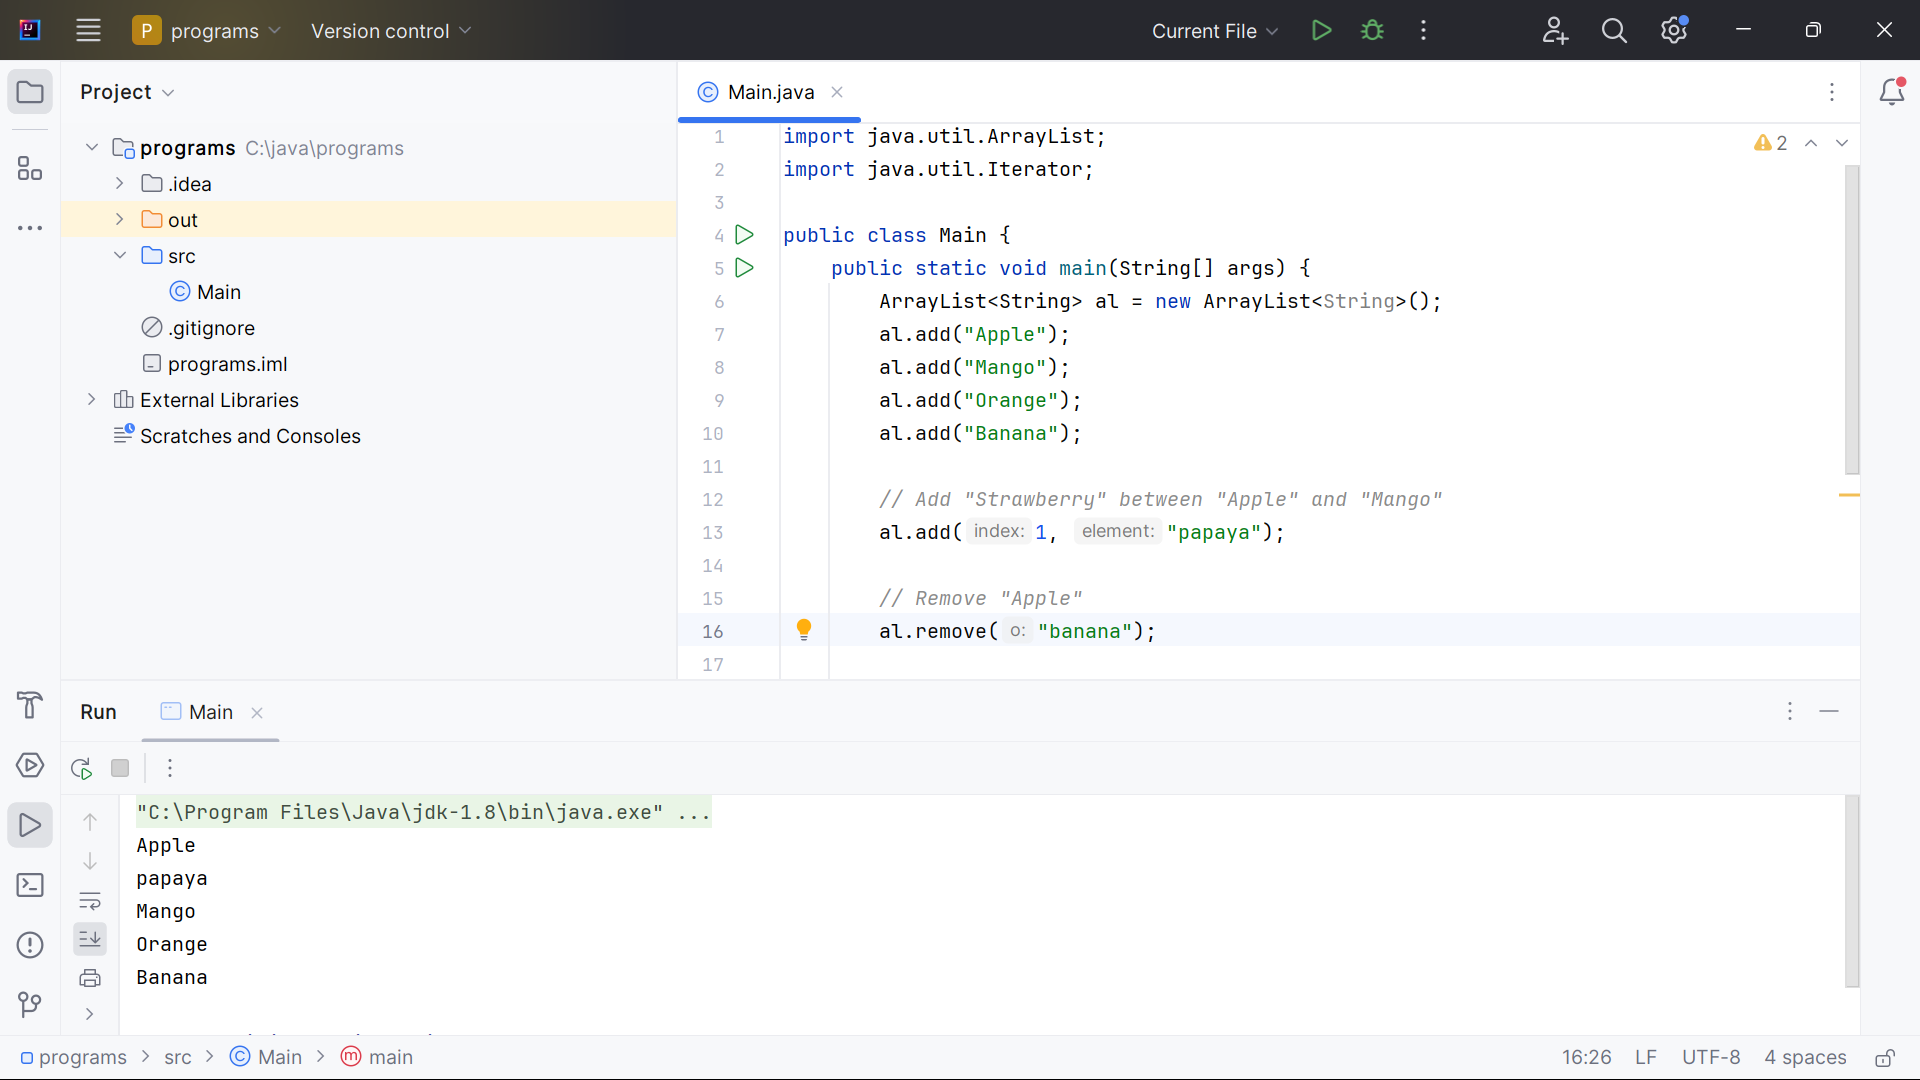 P programs Version control Current File
Project
programs C:\java\programs
.idea
out
src
Main
.gitignore
programs.iml
External Libraries
Scratches and Consoles
Main.java
2
1 import java.util.ArrayList;
2 import java.util.Iterator;
3
4 public class Main {
5 public static void main(String[] args) {
6 ArrayList<String> al = new ArrayList<String>();
7 al.add("Apple");
8 al.add("Mango");
9 al.add("Orange");
10 al.add("Banana");
11
12 // Add "Strawberry" between "Apple" and "Mango"
13 al.add( index: 1, element: "papaya");
14
15 // Remove "Apple"
16 al.remove( o: "banana");
17
Run Main
"C:\Program Files\Java\jdk-1.8\bin\java.exe" ...
Apple
papaya
Mango
Orange
Banana
programs > src > Main > main 16:26 LF UTF-8 4 spaces